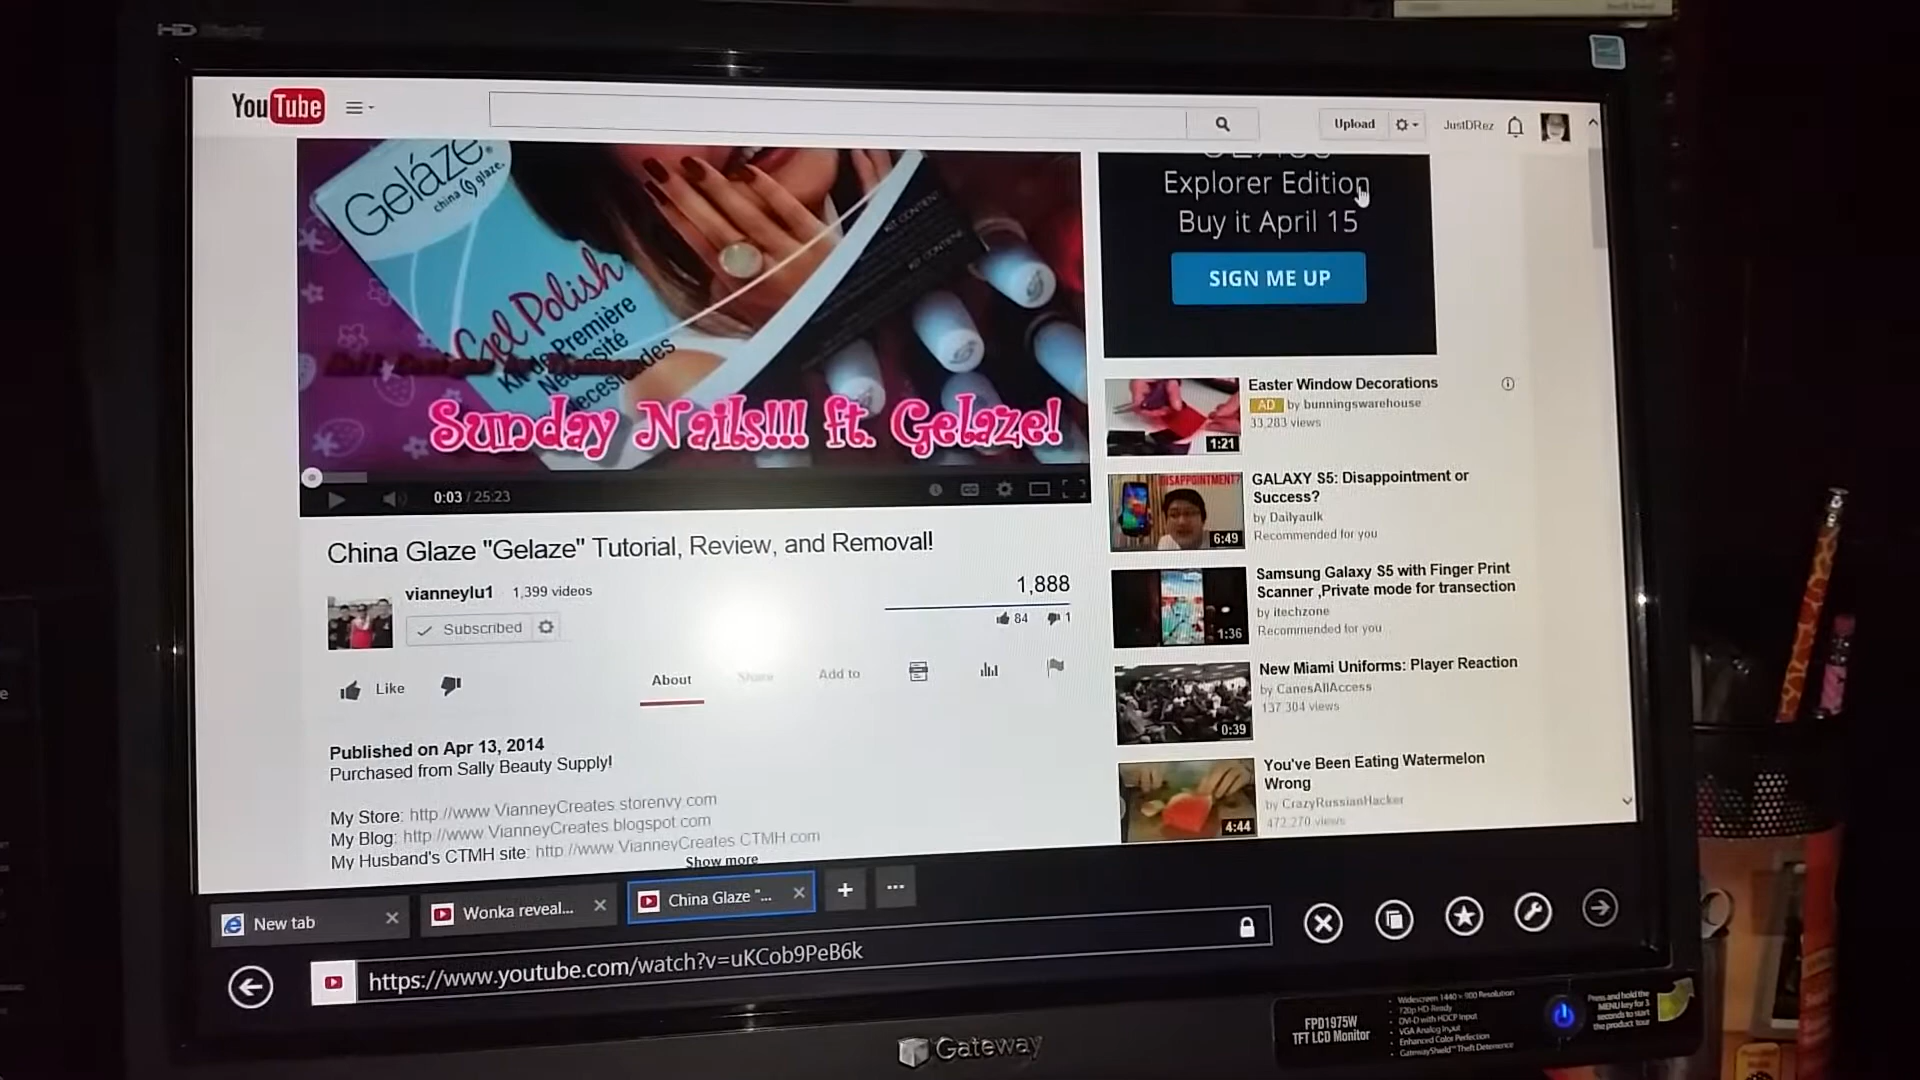 HD
YouTube
Upload
JustDRez
Geláze
china glaze.
Gel Polish
Kit de Première
Nécessité
Necesidades
KIT CONTENT
KIT CONTENI
Sunday Nails!!! ft. Gelaze!
0:03 / 25:23
CC
Explorer Edition
Buy it April 15
SIGN ME UP
China Glaze "Gelaze" Tutorial, Review, and Removal!
vianneylu1 1,399 videos
Subscribed
1,888
84 1
Like
About Share Add to
Published on Apr 13, 2014
Purchased from Sally Beauty Supply!
My Store: http://www.VianneyCreates.storenvy.com
My Blog: http://www.VianneyCreates.blogspot.com
My Husband's CTMH site: http://www.VianneyCreates.CTMH.com
Show more
Easter Window Decorations
AD by bunningswarehouse
33,283 views
1:21
DISAPPOINTMENT?
GALAXY S5: Disappointment or
Success?
by Dailyaulk
Recommended for you
6:49
Samsung Galaxy S5 with Finger Print
Scanner ,Private mode for transection
by itechzone
Recommended for you
1:36
New Miami Uniforms: Player Reaction
by CanesAllAccess
137,304 views
0:39
You've Been Eating Watermelon
Wrong
by CrazyRussianHacker
472,270 views
4:44
New tab
Wonka reveal...
China Glaze "...
https://www.youtube.com/watch?v=uKCob9PeB6k
Gateway
FPD1975W
TFT LCD Monitor
Widescreen 1440 x 900 Resolution
720p HD Ready
DVI-D with HDCP Input
VGA Analog Input
Enhanced Color Perfection
GatewayShield™ Theft Deterrence
Press and hold the
MENU key for 3
seconds to start
the product tour